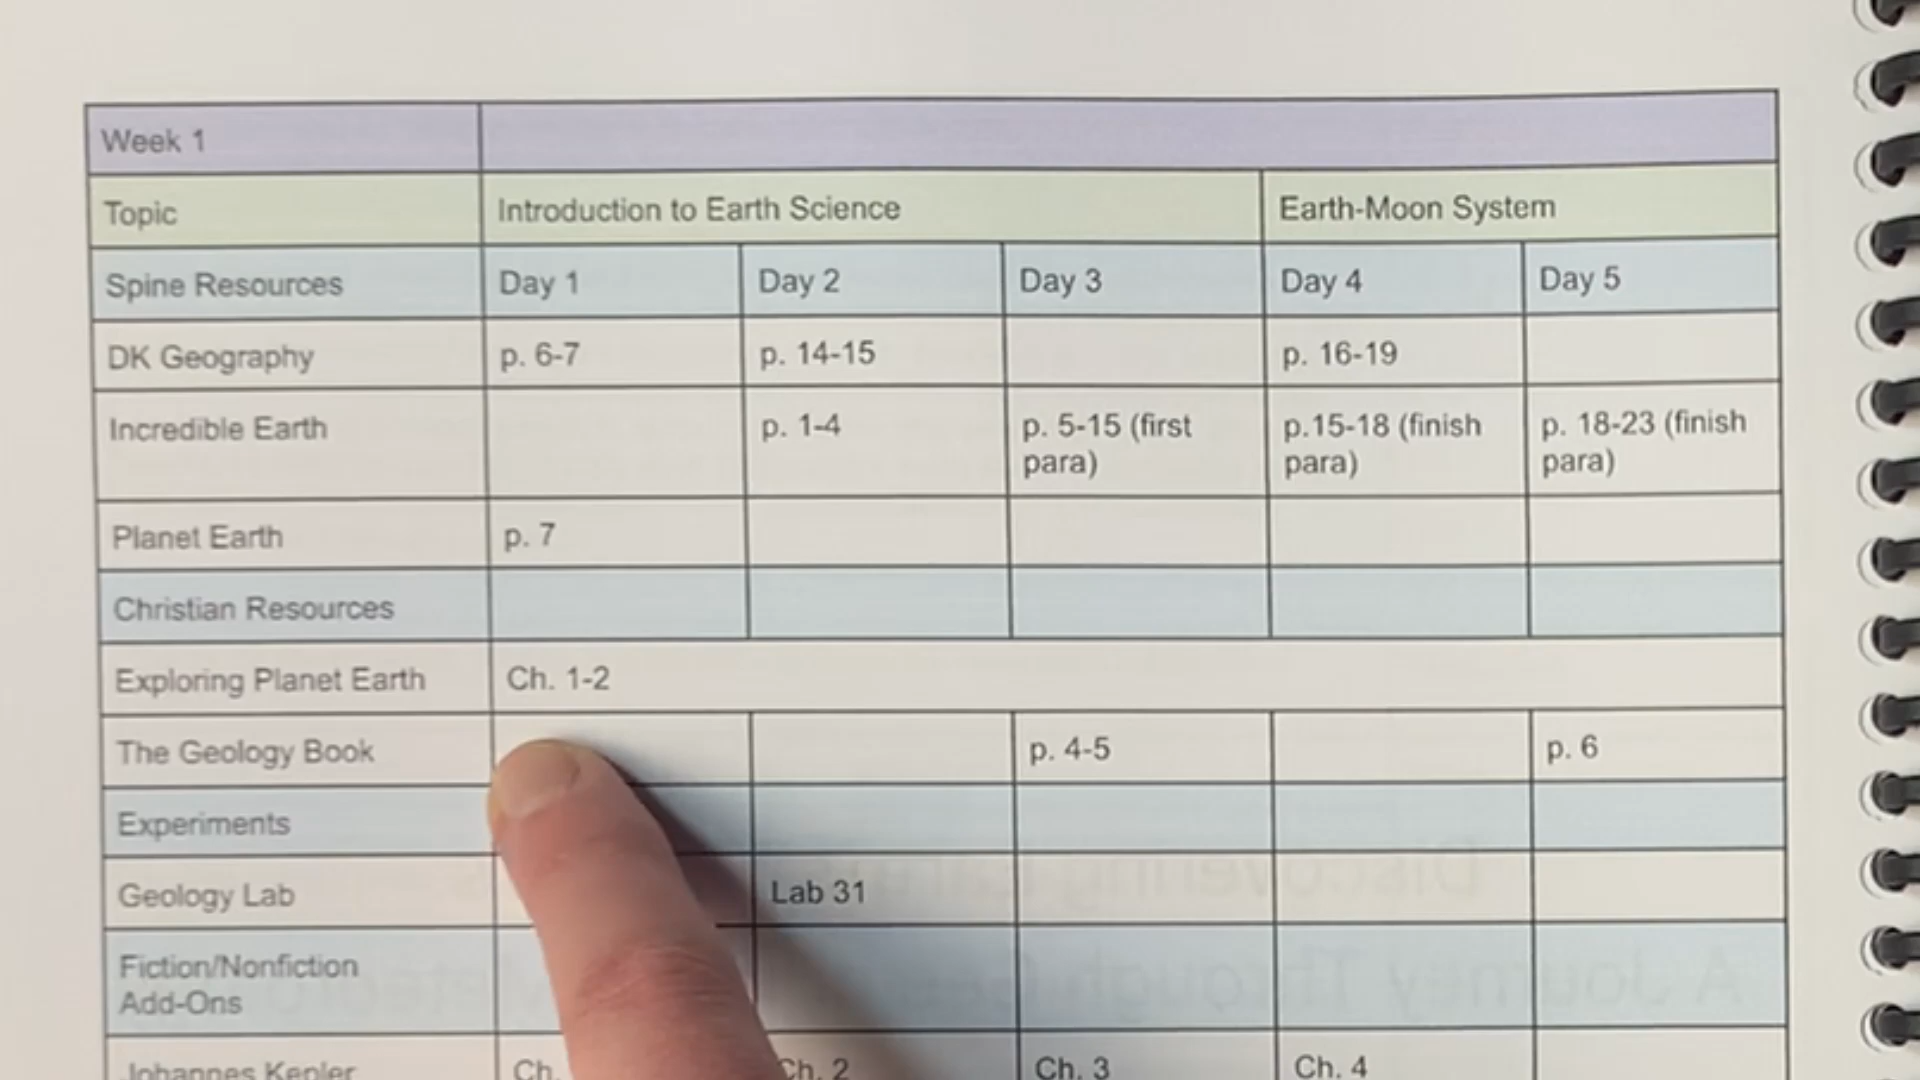 Week 1
Topic Introduction to Earth Science Earth-Moon System
Spine Resources Day 1 Day 2 Day 3 Day 4 Day 5
DK Geography p. 6-7 p. 14-15 p. 16-19
Incredible Earth p. 1-4 p. 5-15 (first para) p.15-18 (finish para) p. 18-23 (finish para)
Planet Earth p. 7
Christian Resources
Exploring Planet Earth Ch. 1-2
The Geology Book p. 4-5 p. 6
Experiments
Geology Lab Lab 31
Fiction/Nonfiction
Add-Ons
Johannes Kepler Ch. Ch. 2 Ch. 3 Ch. 4